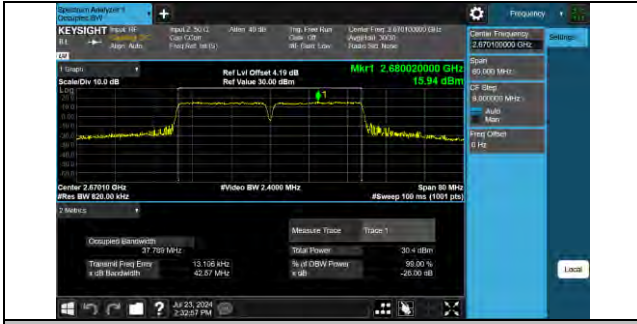 Spectrum Analyzer 1
Occupied BW
KEYSIGHT Input: RF
Coupling: DC
Align: Auto
Input Z: 50 Ω
Corr CCorr
Freq Ref: Int (S)
Atten: 40 dB
Trig: Free Run
Gate: Off
#IF Gain: Low
Center Freq: 2.670100000 GHz
Avg|Hold: 30/30
Radio Std: None
Frequency
Settings
Center Frequency
2.670100000 GHz
Span
80.000 MHz
CF Step
8.000000 MHz
Auto
Man
Freq Offset
0 Hz
Local
1 Graph
Scale/Div 10.0 dB
Log
Ref Lvl Offset 4.19 dB
Ref Value 30.00 dBm
Mkr1 2.680020000 GHz
15.94 dBm
1
Center 2.67010 GHz
#Res BW 820.00 kHz
#Video BW 2.4000 MHz
Span 80 MHz
#Sweep 100 ms (1001 pts)
2 Metrics
Measure Trace Trace 1
Occupied Bandwidth
37.789 MHz
Total Power 30.4 dBm
Transmit Freq Error 13.106 kHz
% of OBW Power 99.00 %
x dB Bandwidth 42.57 MHz
x dB -26.00 dB
Jul 23, 2024
2:32:57 PM